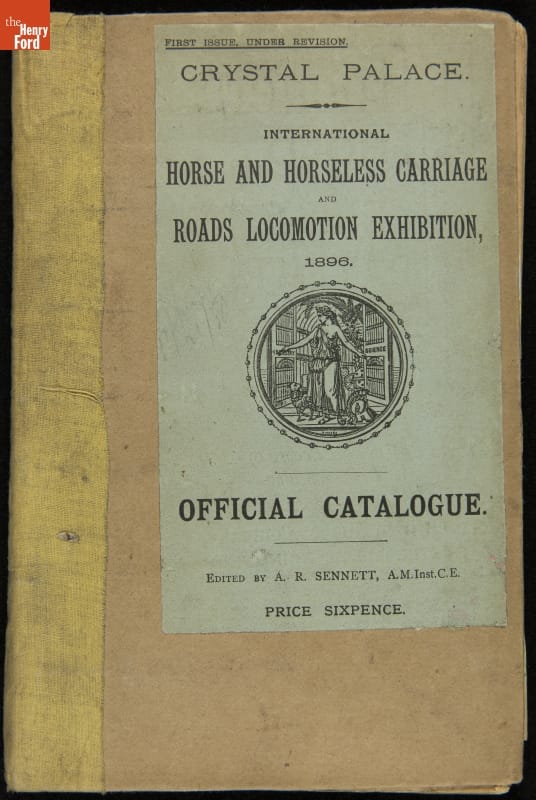 the
Henry
Ford
FIRST ISSUE, UNDER REVISION.
CRYSTAL PALACE.
INTERNATIONAL
HORSE AND HORSELESS CARRIAGE
AND
ROADS LOCOMOTION EXHIBITION,
1896.
SCIENCE
OFFICIAL CATALOGUE.
EDITED BY A. R. SENNETT, A.M.Inst.C.E.
PRICE SIXPENCE.